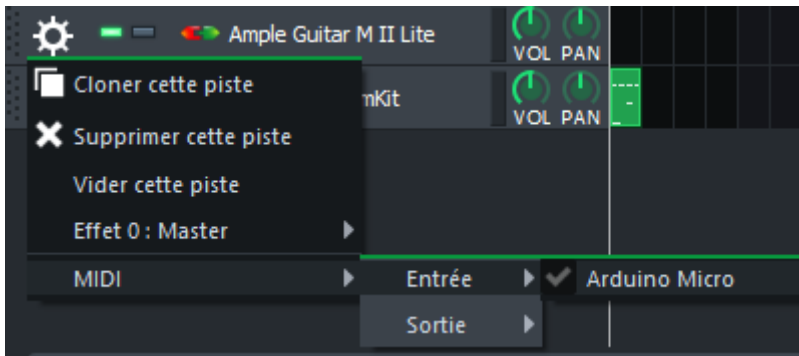 Ample Guitar M II Lite
VOL PAN
Cloner cette piste
mKit
VOL PAN
Supprimer cette piste
Vider cette piste
Effet 0 : Master
MIDI
Entrée
Arduino Micro
Sortie